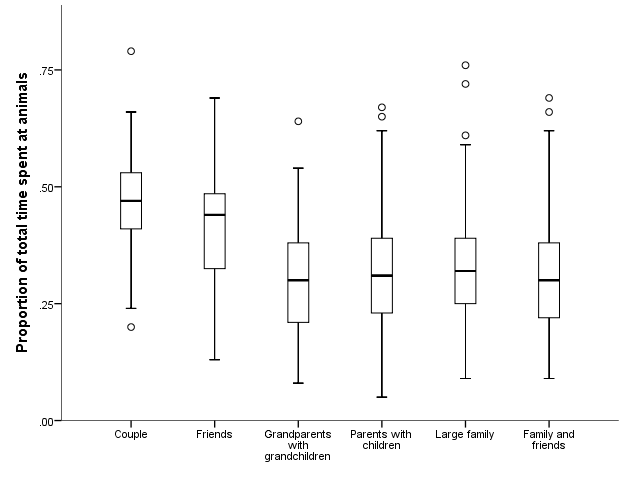 Proportion of total time spent at animals
.75
.50
.25
.00
Couple
Friends
Grandparents
with
grandchildren
Parents with
children
Large family
Family and
friends